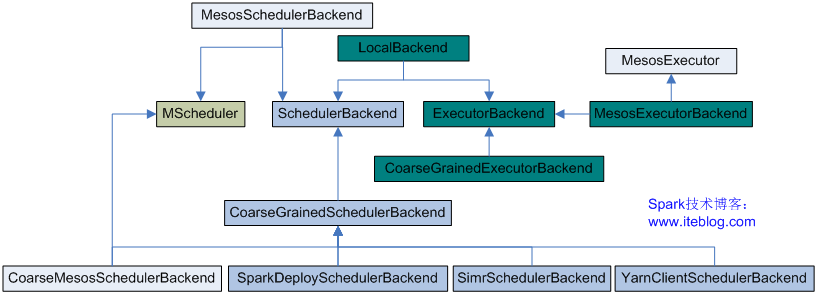 MesosSchedulerBackend
LocalBackend
MesosExecutor
MScheduler
SchedulerBackend
ExecutorBackend
MesosExecutorBackend
CoarseGrainedExecutorBackend
CoarseGrainedSchedulerBackend
Spark技术博客：
www.iteblog.com
CoarseMesosSchedulerBackend
SparkDeploySchedulerBackend
SimrSchedulerBackend
YarnClientSchedulerBackend